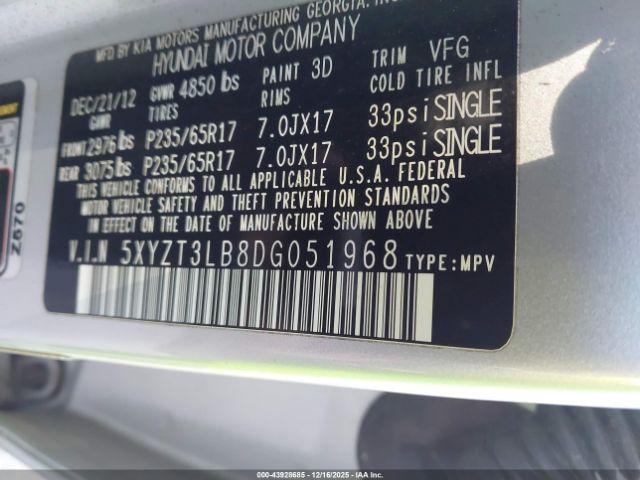 MFD BY KIA MOTORS MANUFACTURING GEORGIA, INC.
HYUNDAI MOTOR COMPANY
DEC/21/12 GVWR 4850 lbs PAINT 3D TRIM VFG
GAWR TIRES RIMS COLD TIRE INFL
FRONT 2976 lbs P235/65R17 7.0JX17 33psi SINGLE
REAR 3075 lbs P235/65R17 7.0JX17 33psi SINGLE
THIS VEHICLE CONFORMS TO ALL APPLICABLE U.S.A. FEDERAL
MOTOR VEHICLE SAFETY AND THEFT PREVENTION STANDARDS
IN EFFECT ON THE DATE OF MANUFACTURE SHOWN ABOVE
V.I.N 5XYZT3LB8DG051968 TYPE:MPV
Z670
000-43928685 - 12/16/2025 - IAA Inc.